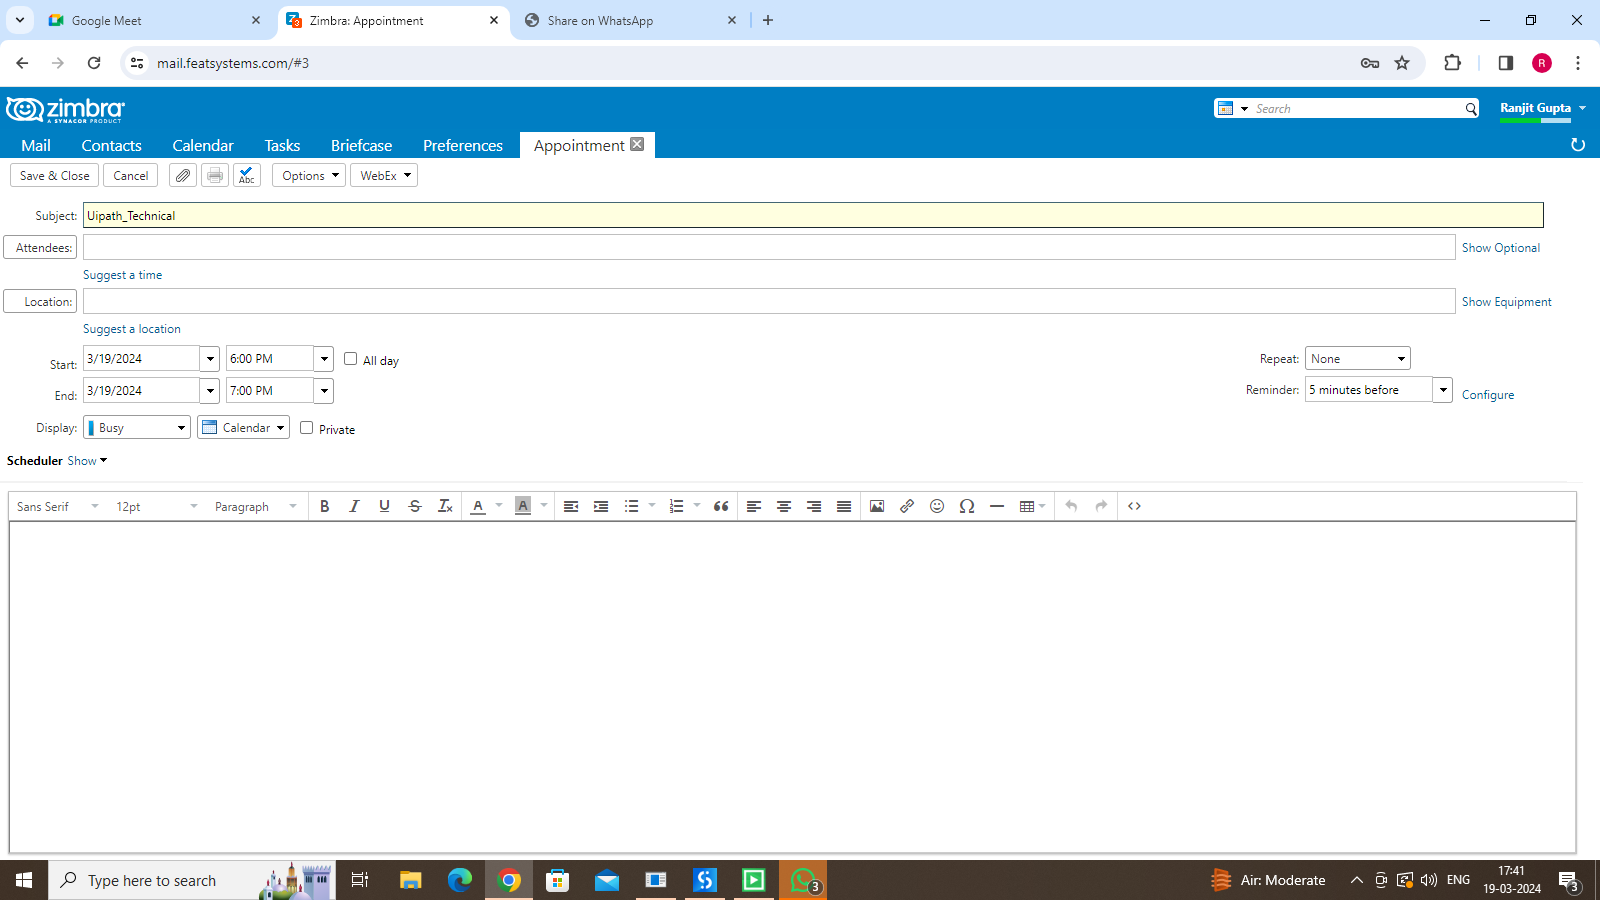 Google Meet
Zimbra: Appointment
Share on WhatsApp
mail.featsystems.com/#3
R
zimbra
A SYNACOR PRODUCT
Search
Ranjit Gupta
Mail Contacts Calendar Tasks Briefcase Preferences Appointment
Save & Close Cancel Abc Options WebEx
Subject: Uipath_Technical
Attendees: Show Optional
Suggest a time
Location: Show Equipment
Suggest a location
Start: 3/19/2024 6:00 PM All day Repeat: None
End: 3/19/2024 7:00 PM Reminder: 5 minutes before Configure
Display: Busy Calendar Private
Scheduler Show
Sans Serif 12pt Paragraph B I U S Tx A A
Type here to search
3
Air: Moderate
ENG
17:41
19-03-2024
3